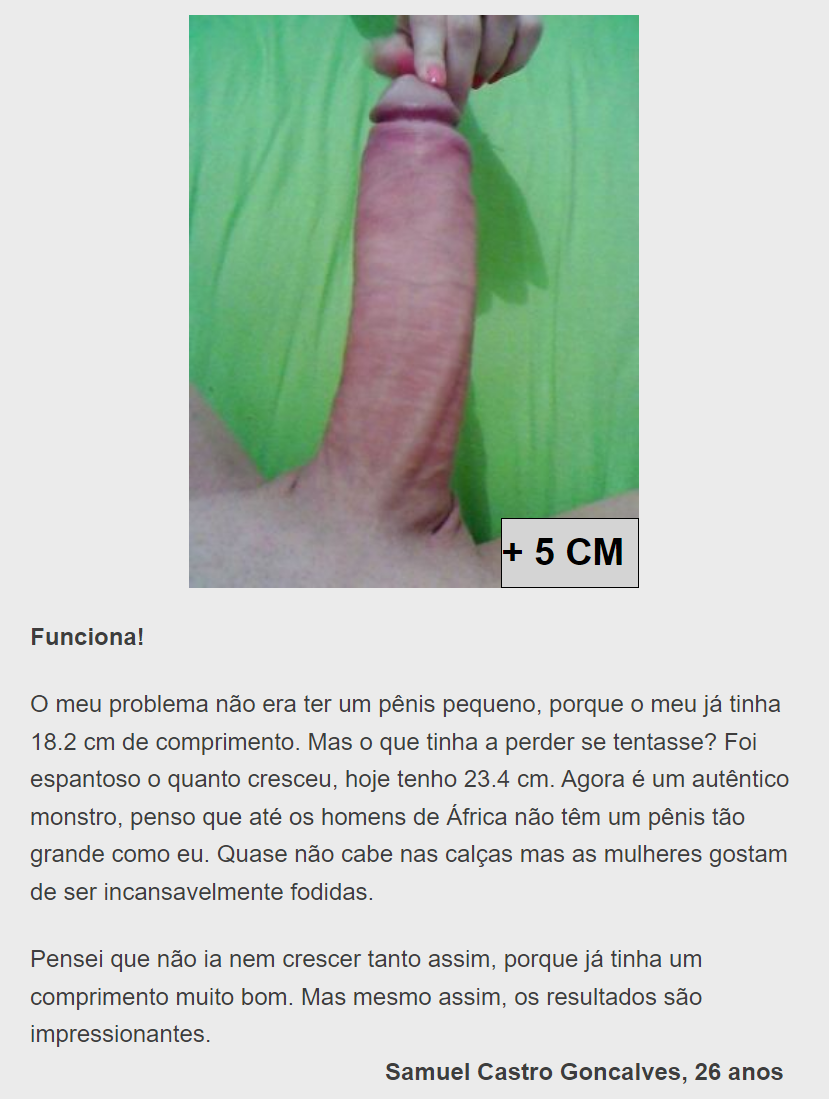 + 5 CM
Funciona!
O meu problema não era ter um pênis pequeno, porque o meu já tinha
18.2 cm de comprimento. Mas o que tinha a perder se tentasse? Foi
espantoso o quanto cresceu, hoje tenho 23.4 cm. Agora é um autêntico
monstro, penso que até os homens de África não têm um pênis tão
grande como eu. Quase não cabe nas calças mas as mulheres gostam
de ser incansavelmente fodidas.
Pensei que não ia nem crescer tanto assim, porque já tinha um
comprimento muito bom. Mas mesmo assim, os resultados são
impressionantes.
Samuel Castro Goncalves, 26 anos